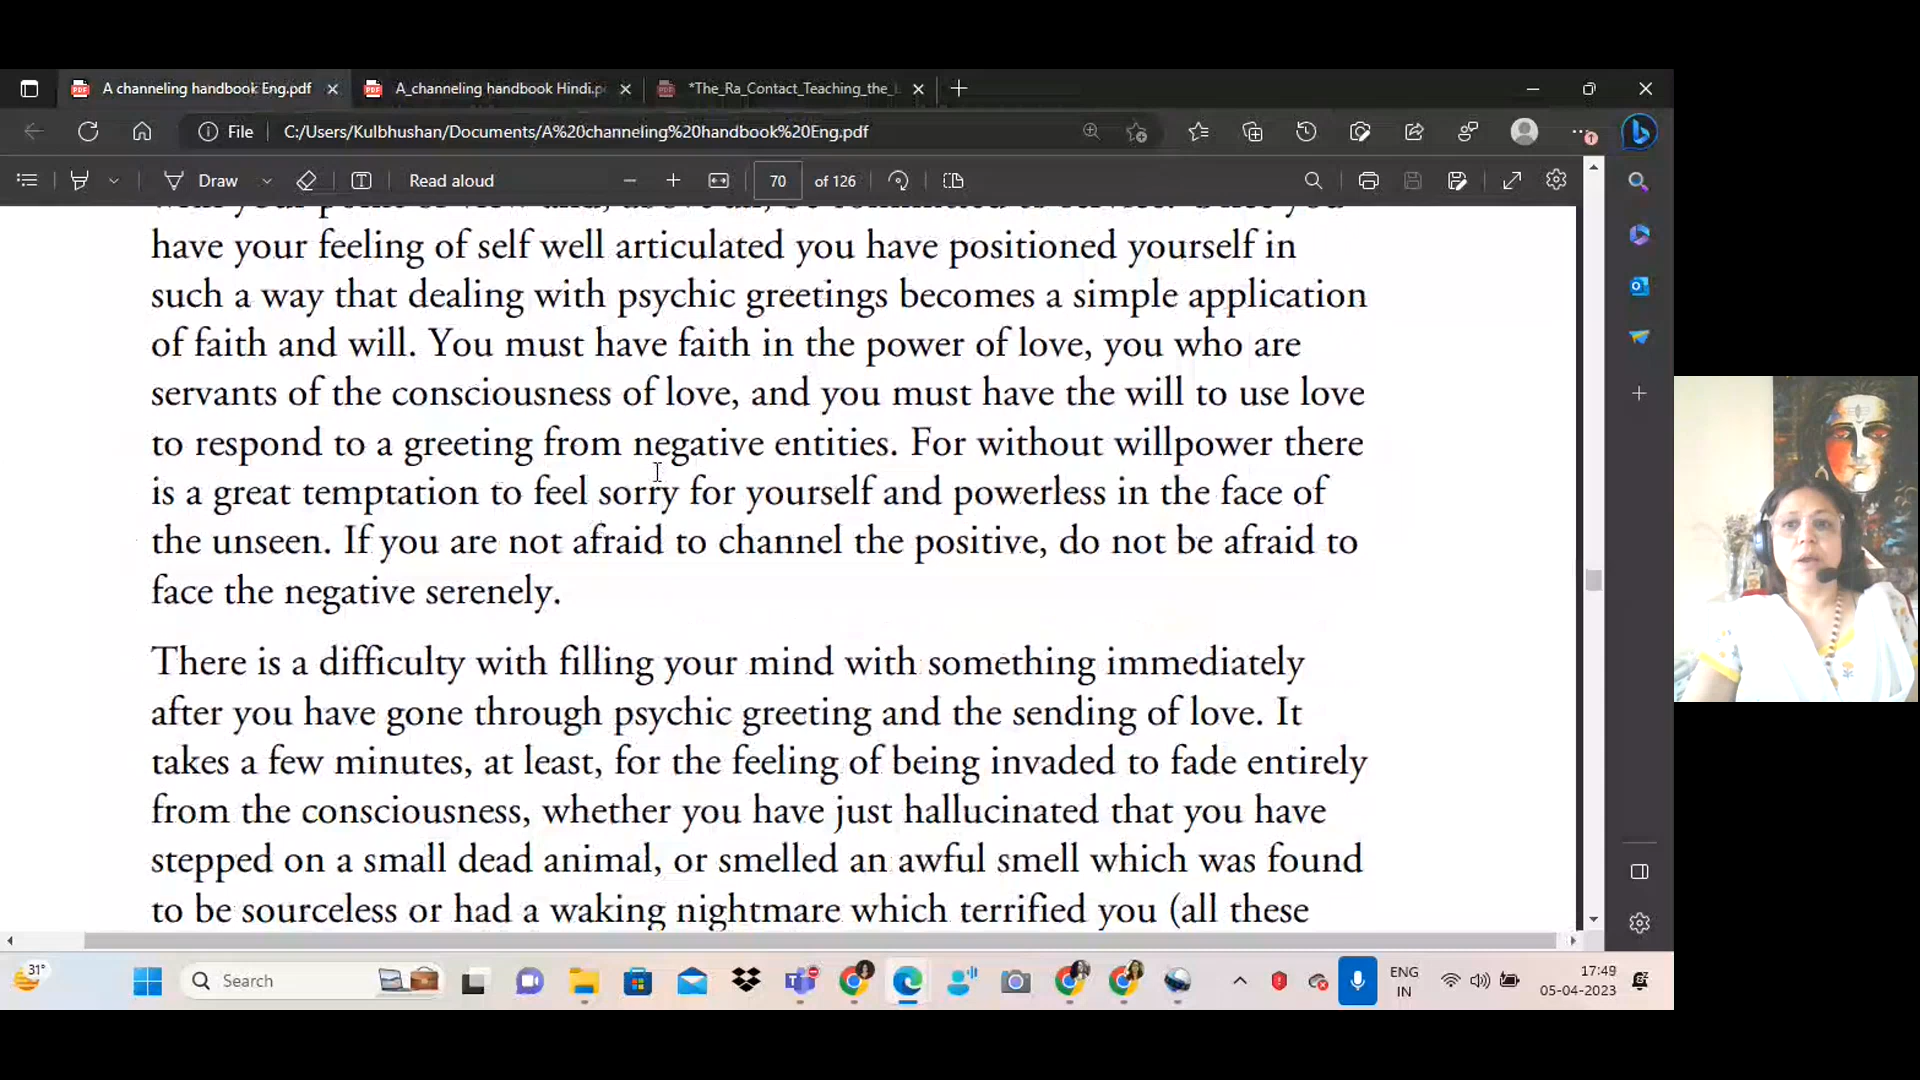 A channeling handbook Eng.pdf
A_channeling handbook Hindi.p
*The_Ra_Contact_Teaching_the_L
File
C:/Users/Kulbhushan/Documents/A%20channeling%20handbook%20Eng.pdf
Draw
Read aloud
70
of 126
have your feeling of self well articulated you have positioned yourself in
such a way that dealing with psychic greetings becomes a simple application
of faith and will. You must have faith in the power of love, you who are
servants of the consciousness of love, and you must have the will to use love
to respond to a greeting from negative entities. For without willpower there
is a great temptation to feel sorry for yourself and powerless in the face of
the unseen. If you are not afraid to channel the positive, do not be afraid to
face the negative serenely.
There is a difficulty with filling your mind with something immediately
after you have gone through psychic greeting and the sending of love. It
takes a few minutes, at least, for the feeling of being invaded to fade entirely
from the consciousness, whether you have just hallucinated that you have
stepped on a small dead animal, or smelled an awful smell which was found
to be sourceless or had a waking nightmare which terrified you (all these
31°
Search
ENG
IN
17:49
05-04-2023